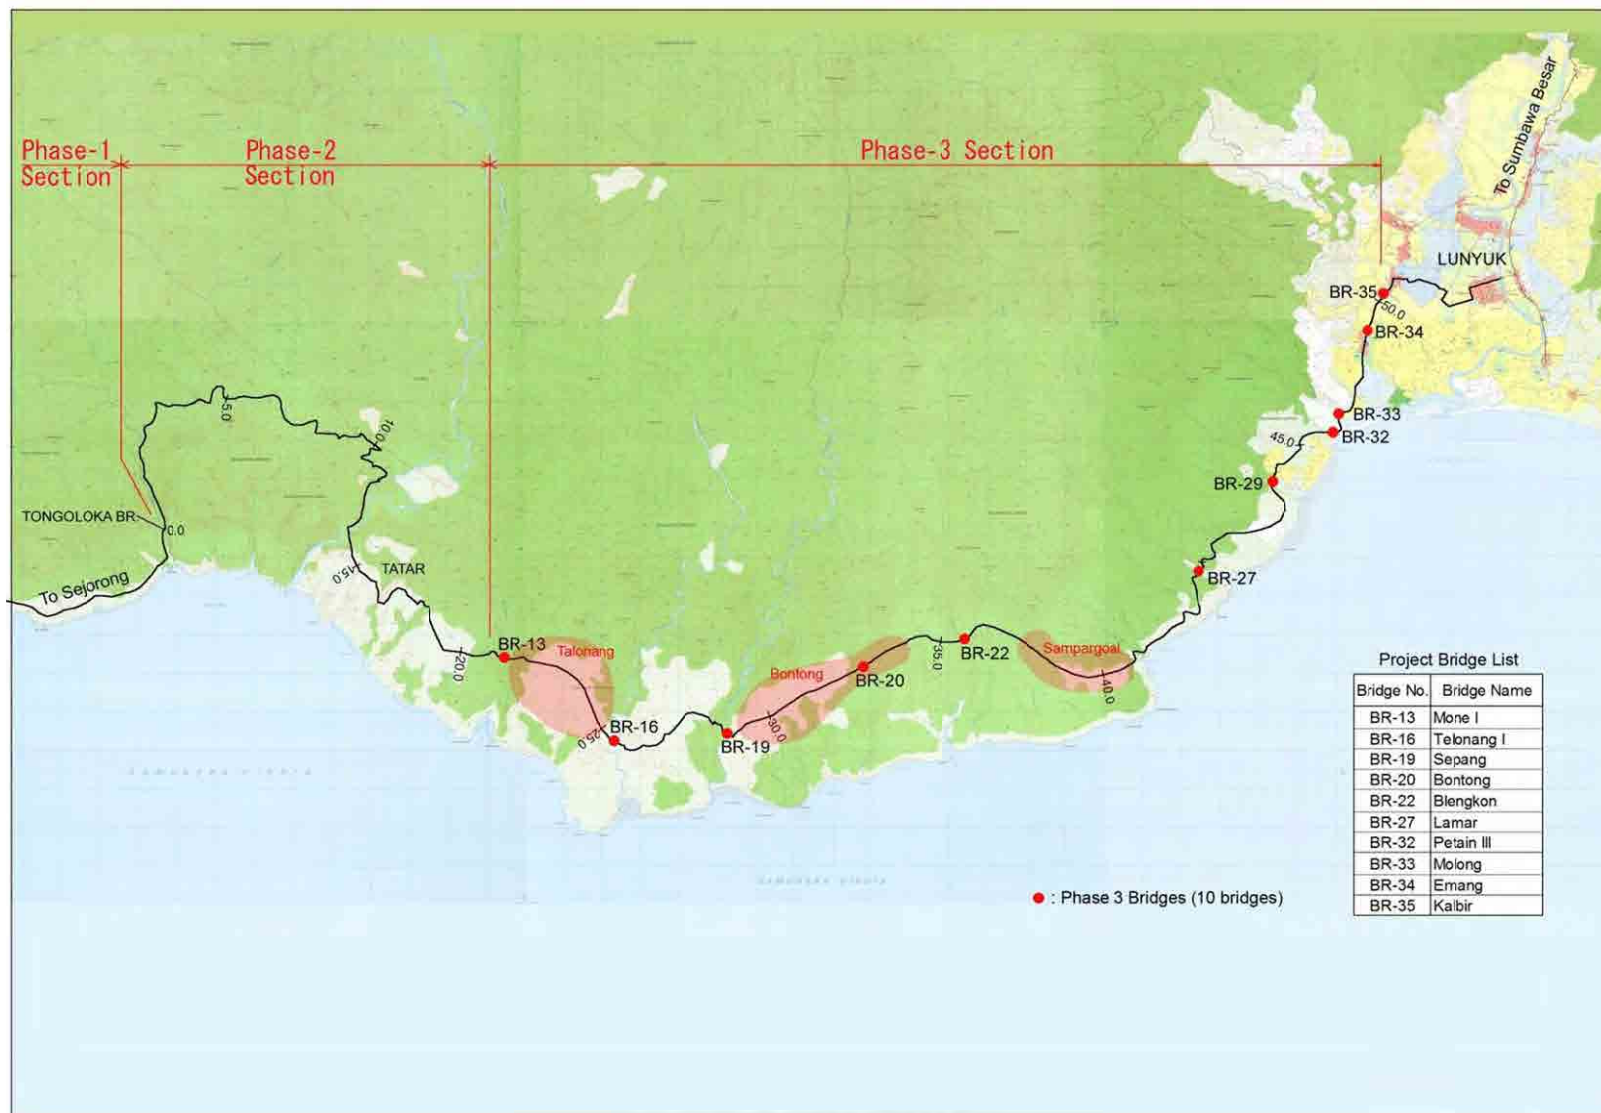 Phase-1
Section
Phase-2
Section
Phase-3 Section
To Sumbawa Besar
LUNYUK
BR-35
50.0
BR-34
5.0
10.0
BR-33
45.0
BR-32
BR-29
TONGOLOKA BR.
0.0
15.0
TATAR
BR-27
To Sejorong
BR-13
Talonang
20.0
35.0
BR-22
Sampargoal
Bontong
BR-20
40.0
25.0
BR-16
30.0
BR-19
SAMUDERA HINDIA
SAMUDERA HINDIA
: Phase 3 Bridges (10 bridges)
Project Bridge List
Bridge No. Bridge Name
BR-13 Mone I
BR-16 Telonang I
BR-19 Sepang
BR-20 Bontong
BR-22 Blengkon
BR-27 Lamar
BR-32 Petain III
BR-33 Molong
BR-34 Emang
BR-35 Kalbir